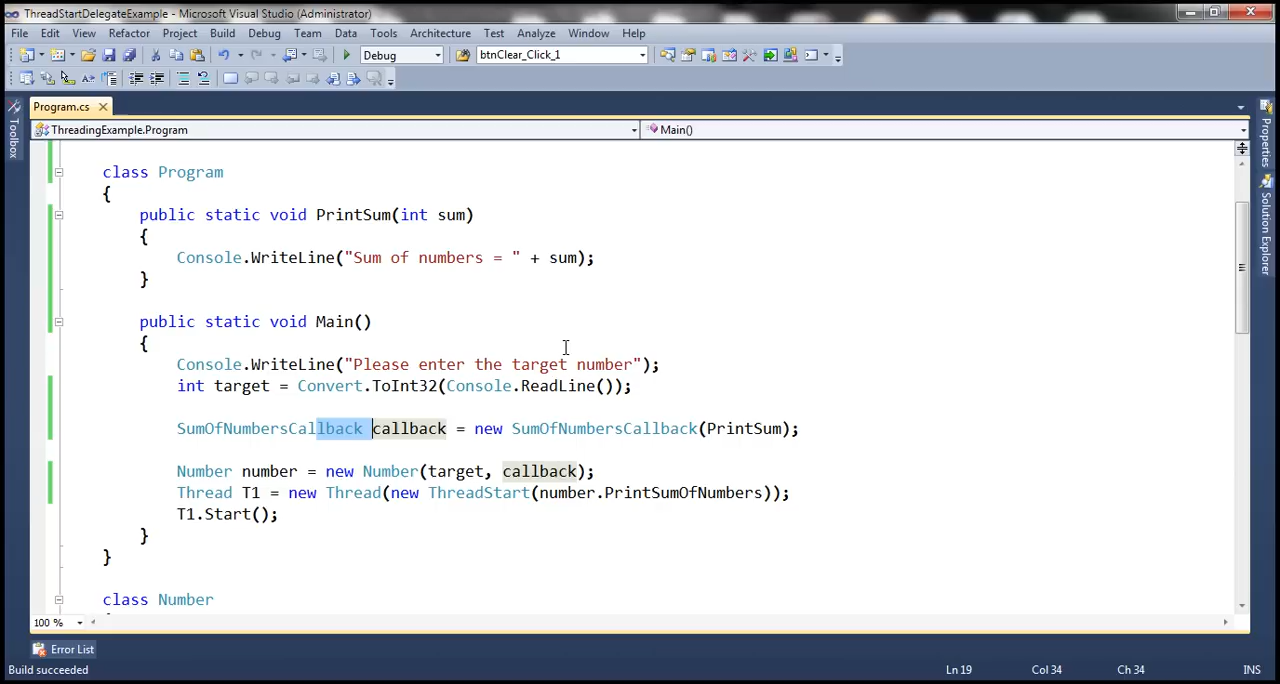 ThreadStartDelegateExample - Microsoft Visual Studio (Administrator)
File Edit View Refactor Project Build Debug Team Data Tools Architecture Test Analyze Window Help
Debug btnClear_Click_1
Program.cs
ThreadingExample.Program Main()
Toolbox
Properties
Solution Explorer
class Program
{
public static void PrintSum(int sum)
{
Console.WriteLine("Sum of numbers = " + sum);
}
public static void Main()
{
Console.WriteLine("Please enter the target number");
int target = Convert.ToInt32(Console.ReadLine());
SumOfNumbersCallback callback = new SumOfNumbersCallback(PrintSum);
Number number = new Number(target, callback);
Thread T1 = new Thread(new ThreadStart(number.PrintSumOfNumbers));
T1.Start();
}
}
class Number
100 %
Error List
Build succeeded Ln 19 Col 34 Ch 34 INS